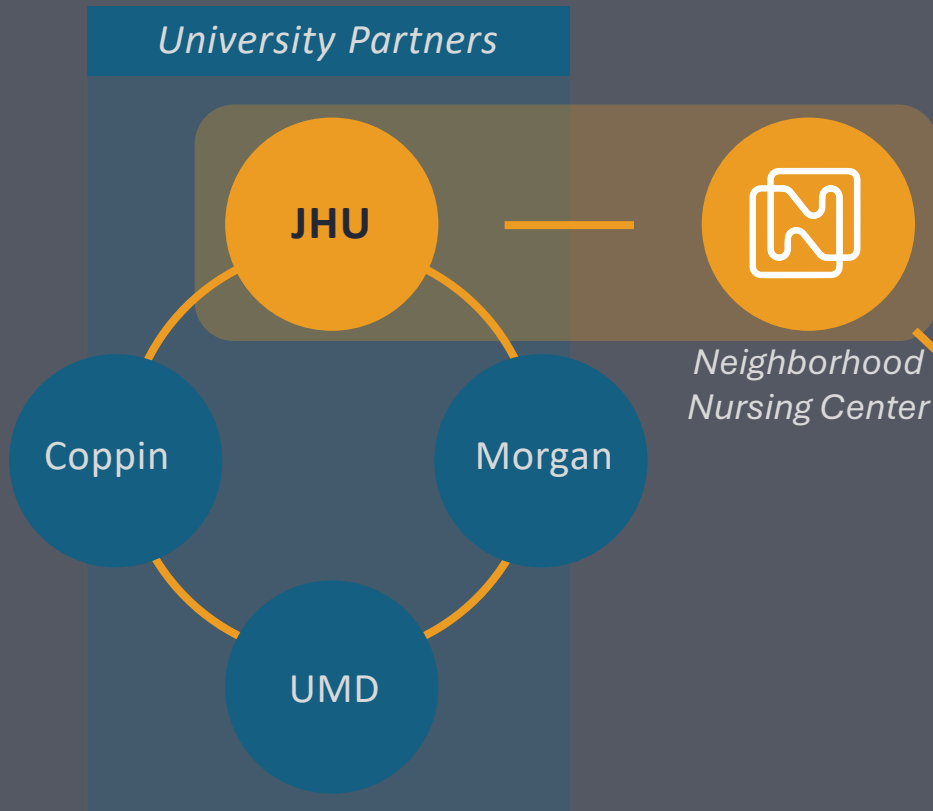 University Partners
JHU
Neighborhood
Nursing Center
Coppin
Morgan
UMD